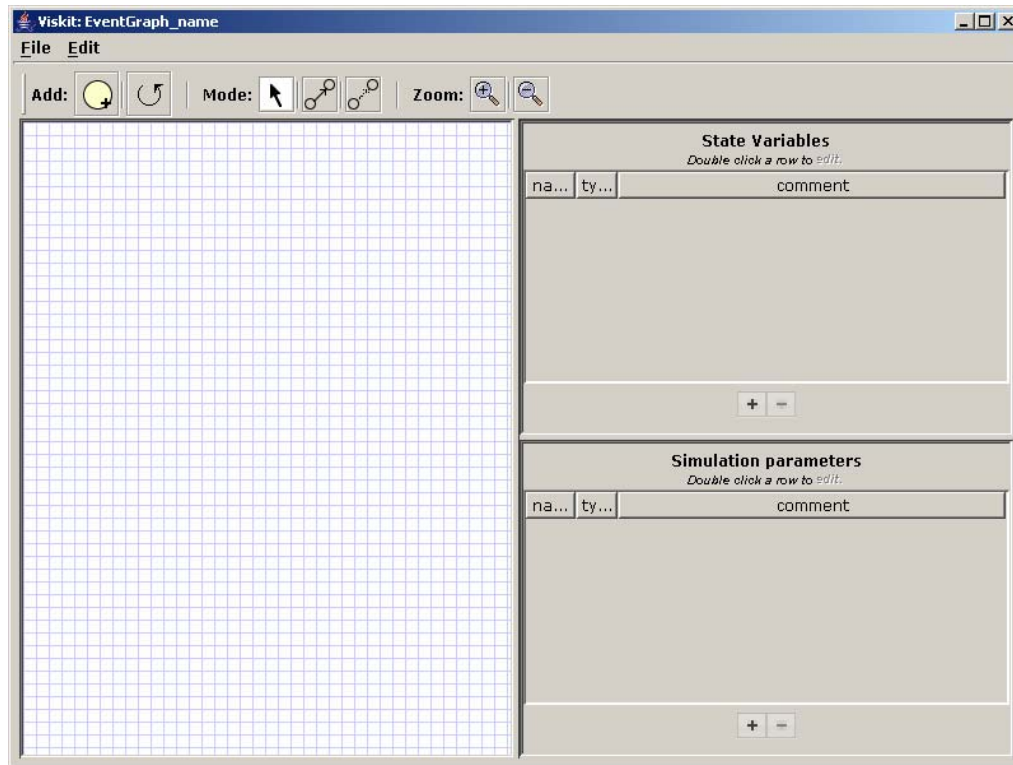 Viskit: EventGraph_name
File Edit
Add: Mode: Zoom:
State Variables
Double click a row to edit.
na... ty... comment
+ −
Simulation parameters
Double click a row to edit.
na... ty... comment
+ −